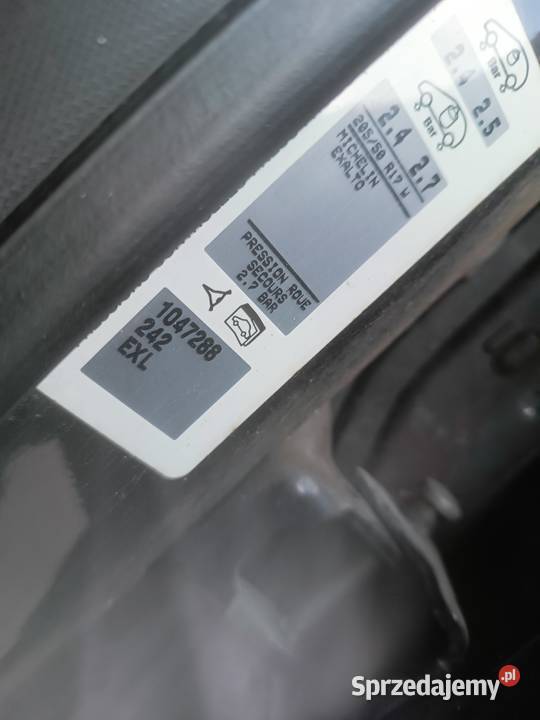 2.4 2.5
Bar
2.4 2.7
Bar
205/50 R17 W
MICHELIN
EXALTO
PRESSION ROUE
SECOURS
2.7 BAR
1047288
242
EXL
Sprzedajemy.pl